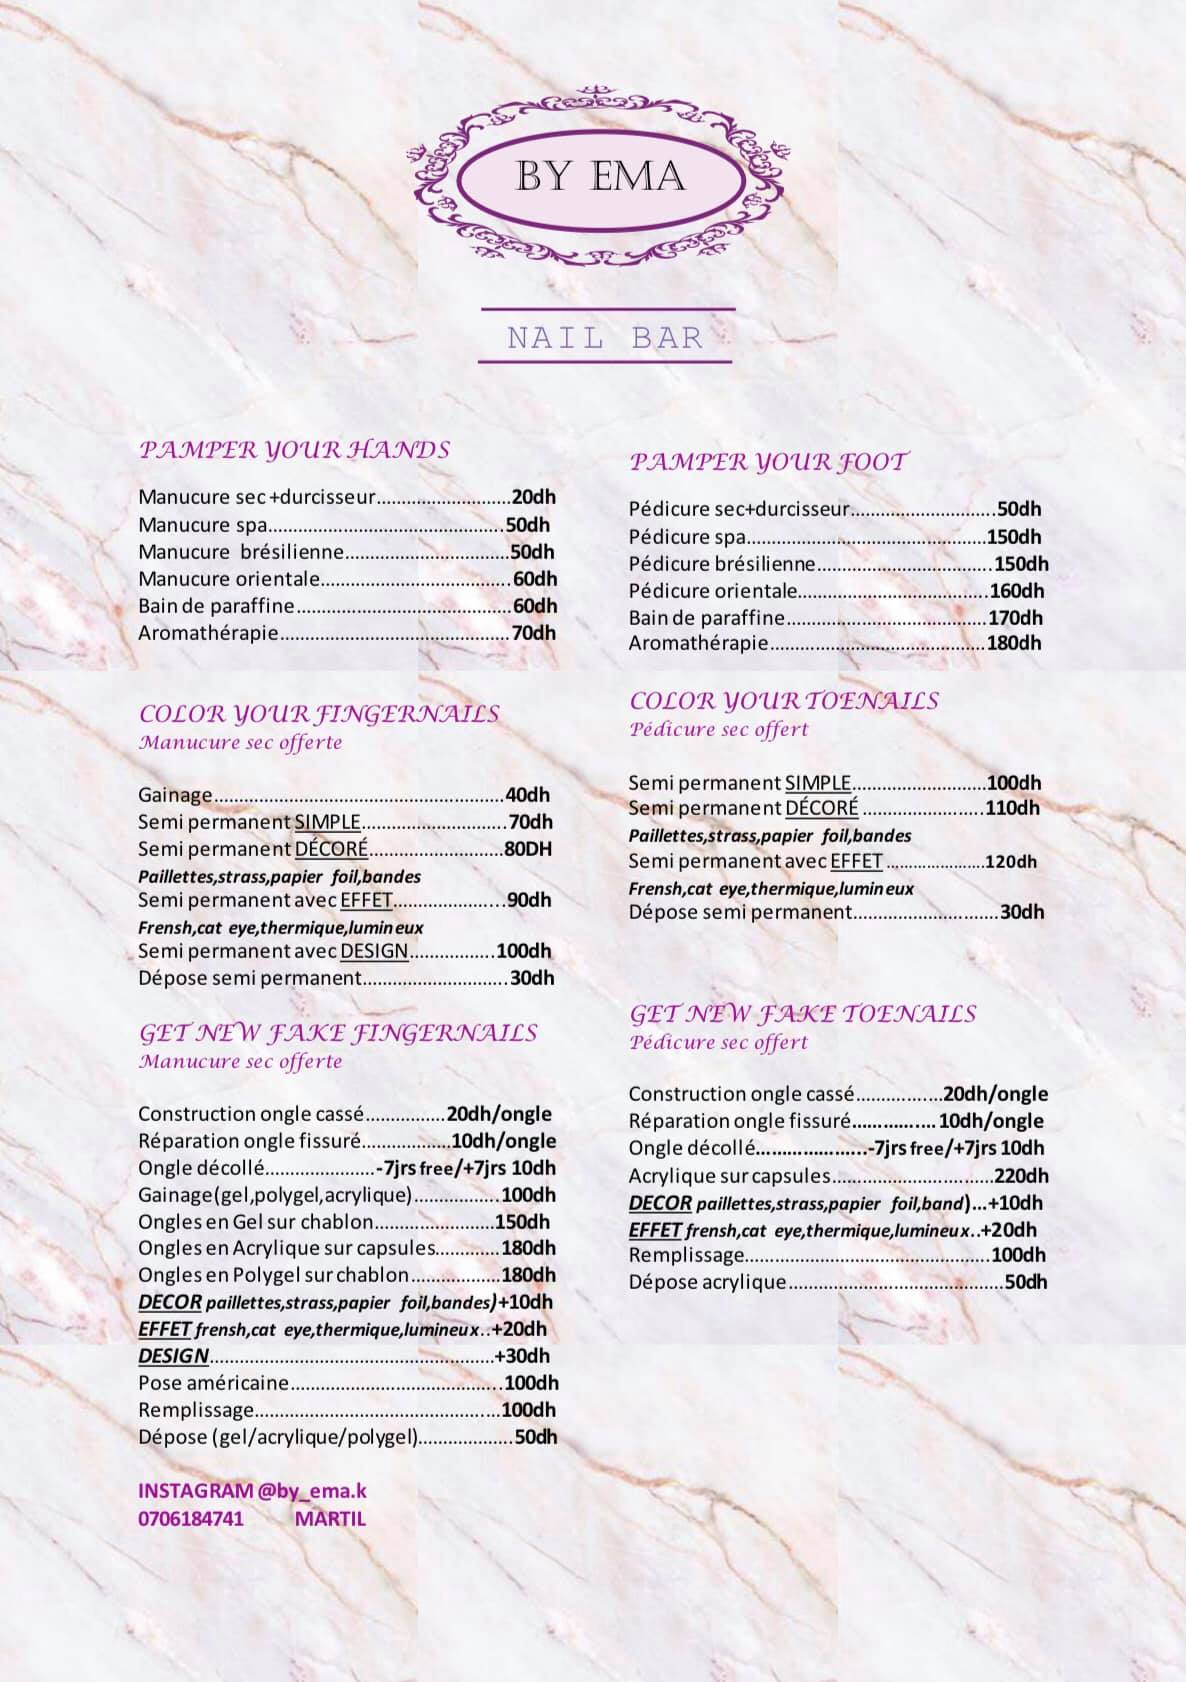 BY EMA
NAIL BAR
PAMPER YOUR HANDS
Manucure sec +durcisseur...........................20dh
Manucure spa...............................................50dh
Manucure brésilienne.................................50dh
Manucure orientale......................................60dh
Bain de paraffine...........................................60dh
Aromathérapie..............................................70dh
COLOR YOUR FINGERNAILS
Manucure sec offerte
Gainage..........................................................40dh
Semi permanent SIMPLE.............................70dh
Semi permanent DÉCORÉ...........................80DH
Paillettes,strass,papier foil,bandes
Semi permanent avec EFFET.......................90dh
Frensh,cat eye,thermique,lumineux
Semi permanent avec DESIGN.................100dh
Dépose semi permanent.............................30dh
GET NEW FAKE FINGERNAILS
Manucure sec offerte
Construction ongle cassé................20dh/ongle
Réparation ongle fissuré..................10dh/ongle
Ongle décollé......................-7jrs free/+7jrs 10dh
Gainage(gel,polygel,acrylique).................100dh
Ongles en Gel sur chablon........................150dh
Ongles en Acrylique sur capsules.............180dh
Ongles en Polygel sur chablon..................180dh
DECOR paillettes,strass,papier foil,bandes)+10dh
EFFET frensh,cat eye,thermique,lumineux..+20dh
DESIGN.........................................................+30dh
Pose américaine...........................................100dh
Remplissage..................................................100dh
Dépose (gel/acrylique/polygel)...................50dh
INSTAGRAM @by_ema.k
0706184741 MARTIL
PAMPER YOUR FOOT
Pédicure sec+durcisseur.............................50dh
Pédicure spa................................................150dh
Pédicure brésilienne...................................150dh
Pédicure orientale......................................160dh
Bain de paraffine........................................170dh
Aromathérapie...........................................180dh
COLOR YOUR TOENAILS
Pédicure sec offert
Semi permanent SIMPLE...........................100dh
Semi permanent DÉCORÉ ........................110dh
Paillettes,strass,papier foil,bandes
Semi permanent avec EFFET ......................120dh
Frensh,cat eye,thermique,lumineux
Dépose semi permanent.............................30dh
GET NEW FAKE TOENAILS
Pédicure sec offert
Construction ongle cassé.................20dh/ongle
Réparation ongle fissuré.................10dh/ongle
Ongle décollé......................-7jrs free/+7jrs 10dh
Acrylique sur capsules................................220dh
DECOR paillettes,strass,papier foil,band)...+10dh
EFFET frensh,cat eye,thermique,lumineux..+20dh
Remplissage.................................................100dh
Dépose acrylique...........................................50dh